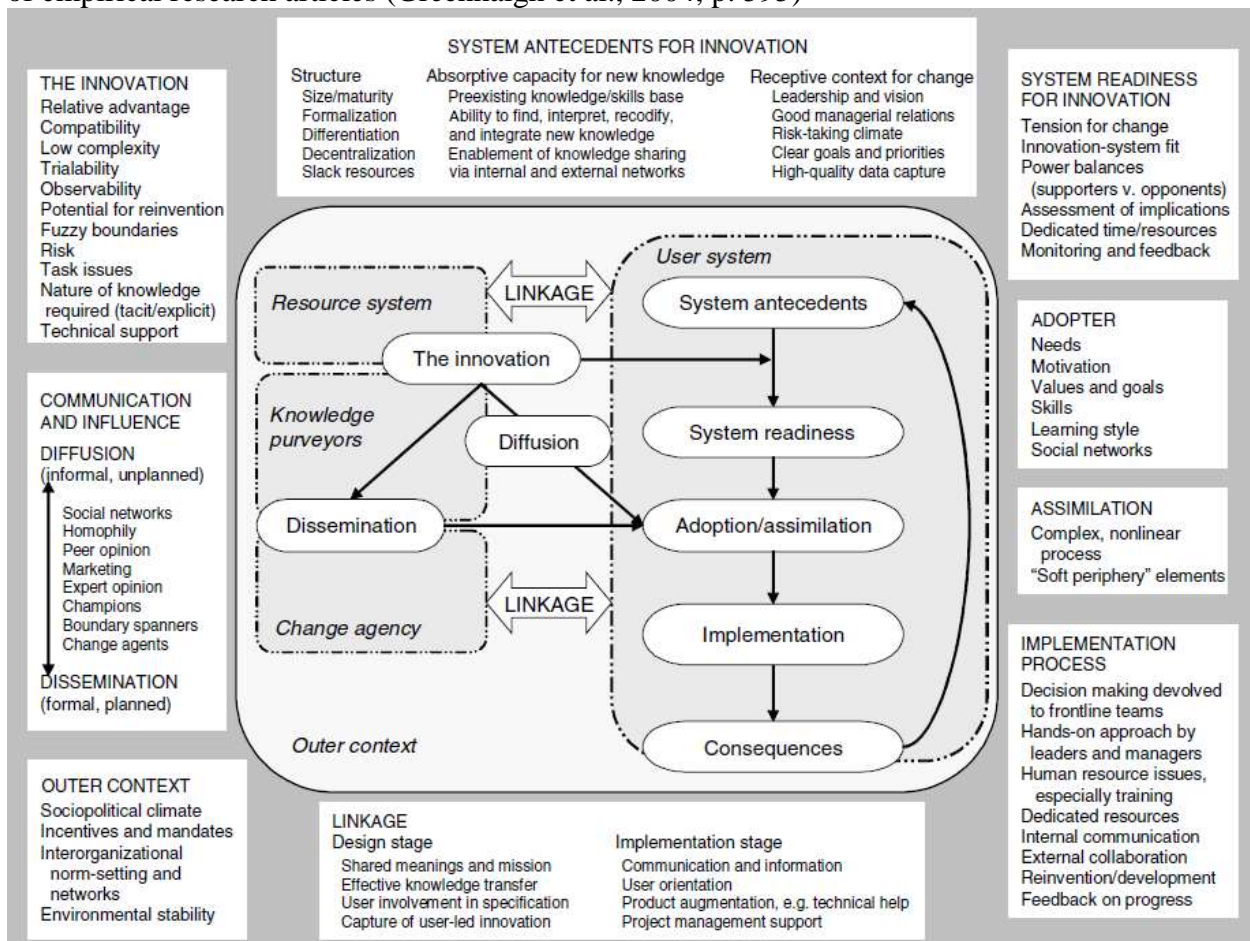 of empirical research articles (Greenhalgh et al., 2004, p. 595)
SYSTEM ANTECEDENTS FOR INNOVATION
Structure
Size/maturity
Formalization
Differentiation
Decentralization
Slack resources
Absorptive capacity for new knowledge
Preexisting knowledge/skills base
Ability to find, interpret, recodify,
and integrate new knowledge
Enablement of knowledge sharing
via internal and external networks
Receptive context for change
Leadership and vision
Good managerial relations
Risk-taking climate
Clear goals and priorities
High-quality data capture
THE INNOVATION
Relative advantage
Compatibility
Low complexity
Trialability
Observability
Potential for reinvention
Fuzzy boundaries
Risk
Task issues
Nature of knowledge
required (tacit/explicit)
Technical support
COMMUNICATION
AND INFLUENCE
DIFFUSION
(informal, unplanned)
Social networks
Homophily
Peer opinion
Marketing
Expert opinion
Champions
Boundary spanners
Change agents
DISSEMINATION
(formal, planned)
OUTER CONTEXT
Sociopolitical climate
Incentives and mandates
Interorganizational
norm-setting and
networks
Environmental stability
Resource system
LINKAGE
User system
System antecedents
The innovation
Knowledge
purveyors
Diffusion
System readiness
Dissemination
Adoption/assimilation
LINKAGE
Change agency
Implementation
Outer context
Consequences
SYSTEM READINESS
FOR INNOVATION
Tension for change
Innovation-system fit
Power balances
(supporters v. opponents)
Assessment of implications
Dedicated time/resources
Monitoring and feedback
ADOPTER
Needs
Motivation
Values and goals
Skills
Learning style
Social networks
ASSIMILATION
Complex, nonlinear
process
“Soft periphery” elements
IMPLEMENTATION
PROCESS
Decision making devolved
to frontline teams
Hands-on approach by
leaders and managers
Human resource issues,
especially training
Dedicated resources
Internal communication
External collaboration
Reinvention/development
Feedback on progress
LINKAGE
Design stage
Shared meanings and mission
Effective knowledge transfer
User involvement in specification
Capture of user-led innovation
Implementation stage
Communication and information
User orientation
Product augmentation, e.g. technical help
Project management support